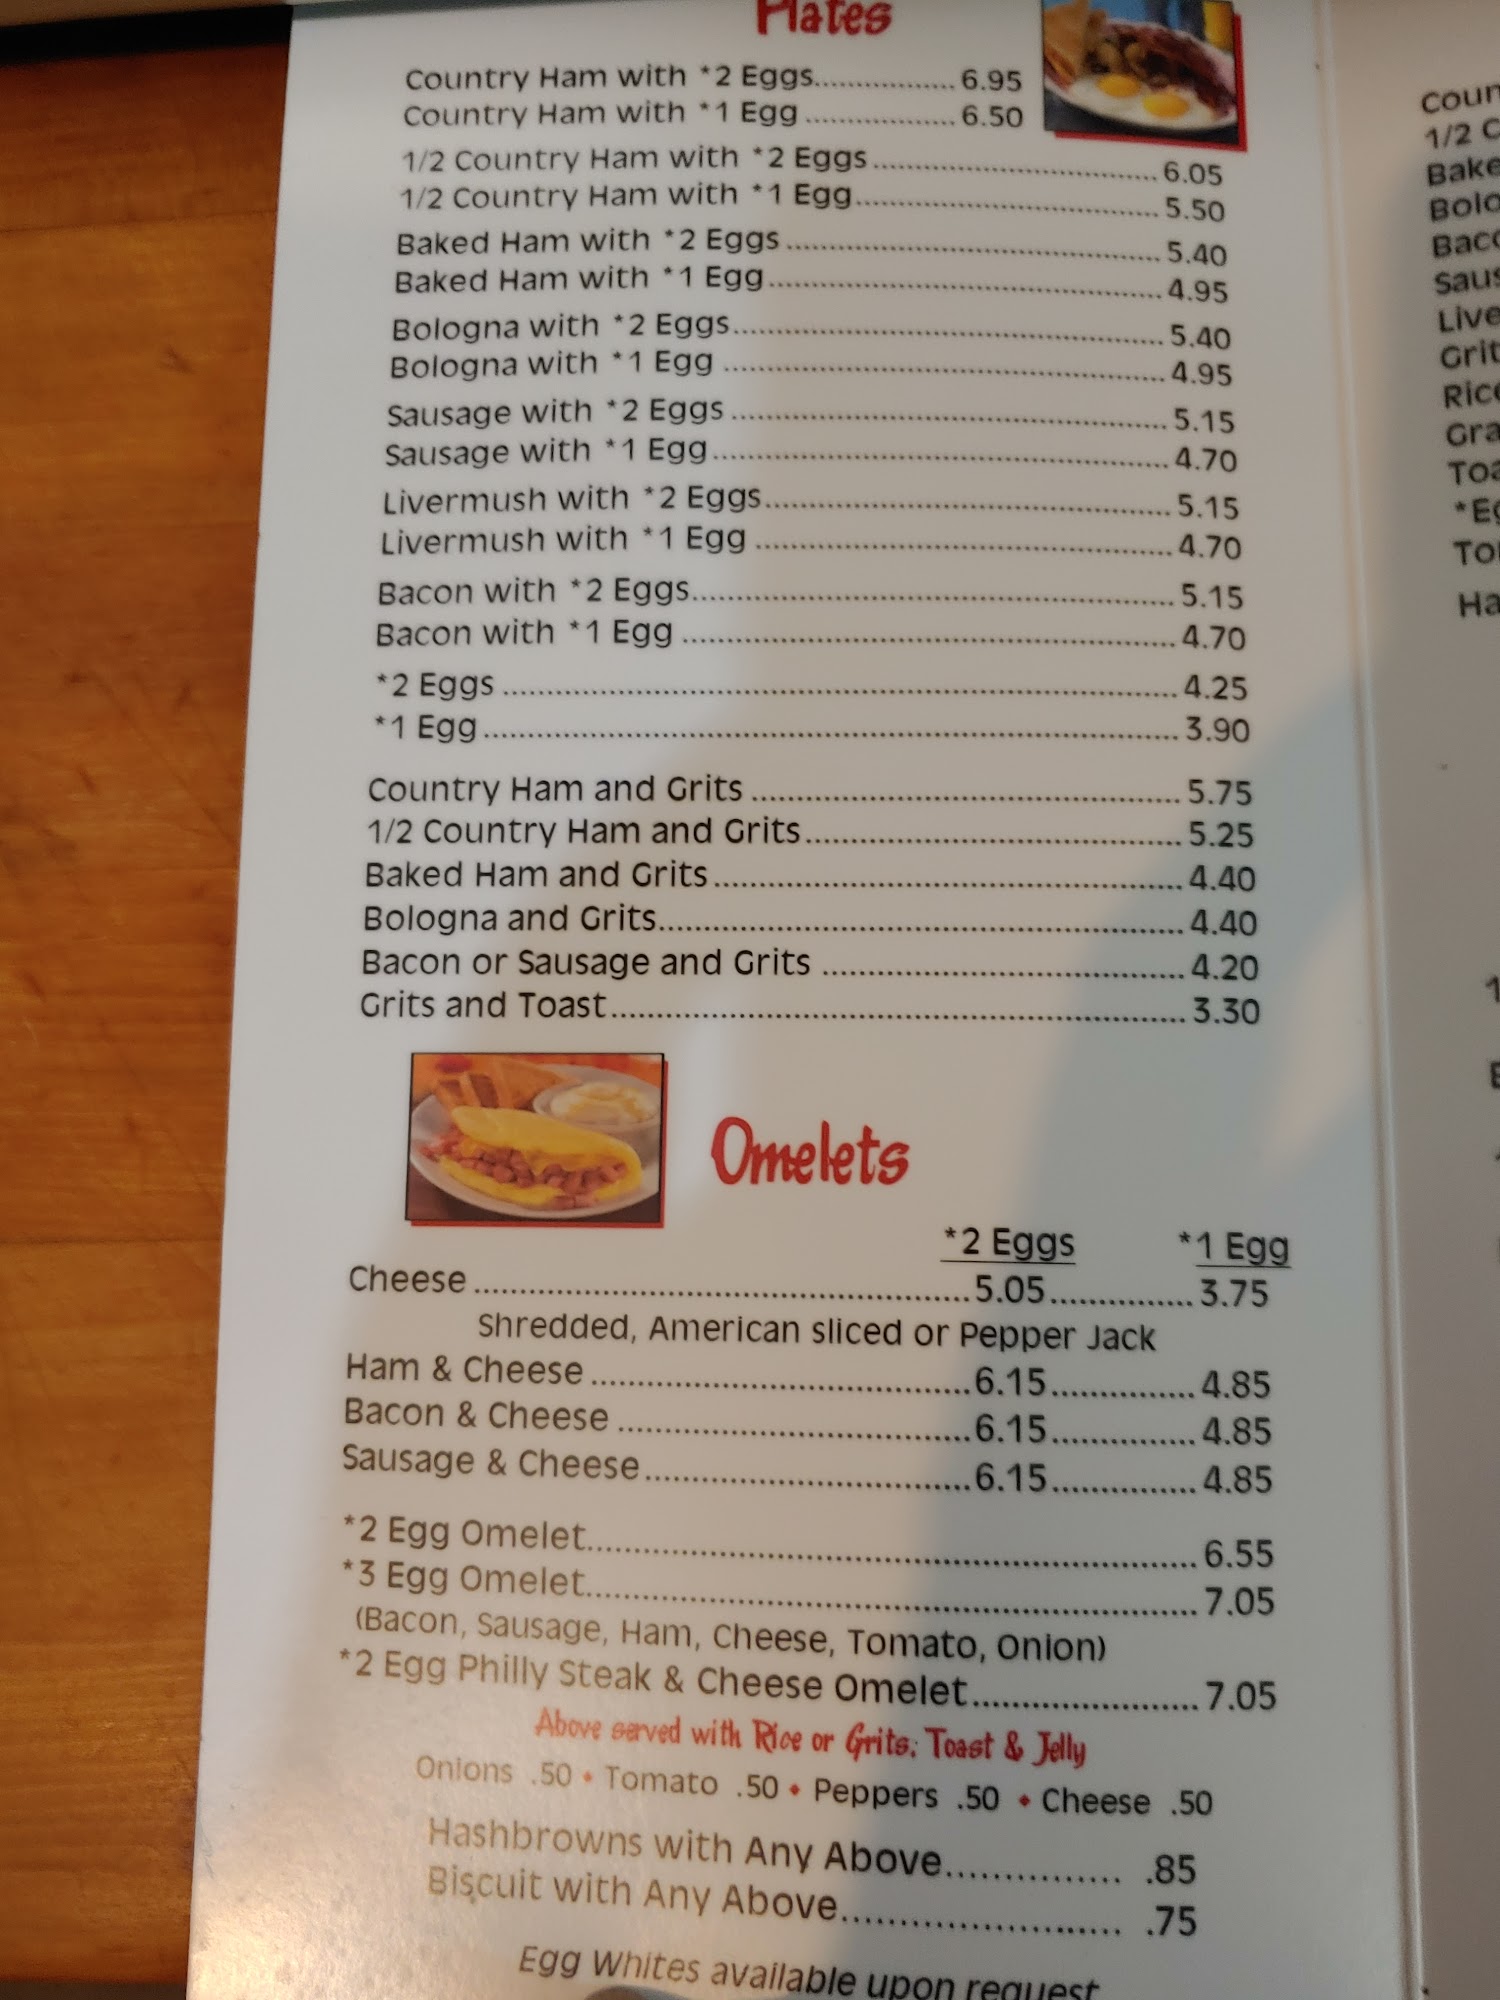 Plates
Country Ham with *2 Eggs................. 6.95
Country Ham with *1 Egg .................. 6.50
1/2 Country Ham with *2 Eggs.................................. 6.05
1/2 Country Ham with *1 Egg.................................... 5.50
Baked Ham with *2 Eggs ............................................ 5.40
Baked Ham with *1 Egg.............................................. 4.95
Bologna with *2 Eggs.................................................. 5.40
Bologna with *1 Egg .................................................... 4.95
Sausage with *2 Eggs ................................................... 5.15
Sausage with *1 Egg..................................................... 4.70
Livermush with *2 Eggs................................................ 5.15
Livermush with *1 Egg ................................................. 4.70
Bacon with *2 Eggs....................................................... 5.15
Bacon with *1 Egg ........................................................ 4.70
*2 Eggs ........................................................................... 4.25
*1 Egg............................................................................. 3.90
Country Ham and Grits ................................................ 5.75
1/2 Country Ham and Grits.......................................... 5.25
Baked Ham and Grits .................................................... 4.40
Bologna and Grits.......................................................... 4.40
Bacon or Sausage and Grits ......................................... 4.20
Grits and Toast................................................................ 3.30
Omelets
*2 Eggs *1 Egg
Cheese ......................................................5.05................ 3.75
Shredded, American sliced or Pepper Jack
Ham & Cheese .........................................6.15................ 4.85
Bacon & Cheese ......................................6.15................ 4.85
Sausage & Cheese...................................6.15................ 4.85
*2 Egg Omelet.................................................................. 6.55
*3 Egg Omelet.................................................................. 7.05
(Bacon, Sausage, Ham, Cheese, Tomato, Onion)
*2 Egg Philly Steak & Cheese Omelet......................... 7.05
Above served with Rice or Grits, Toast & Jelly
Onions .50 • Tomato .50 • Peppers .50 • Cheese .50
Hashbrowns with Any Above................ .85
Biscuit with Any Above.......................... .75
Egg Whites available upon request